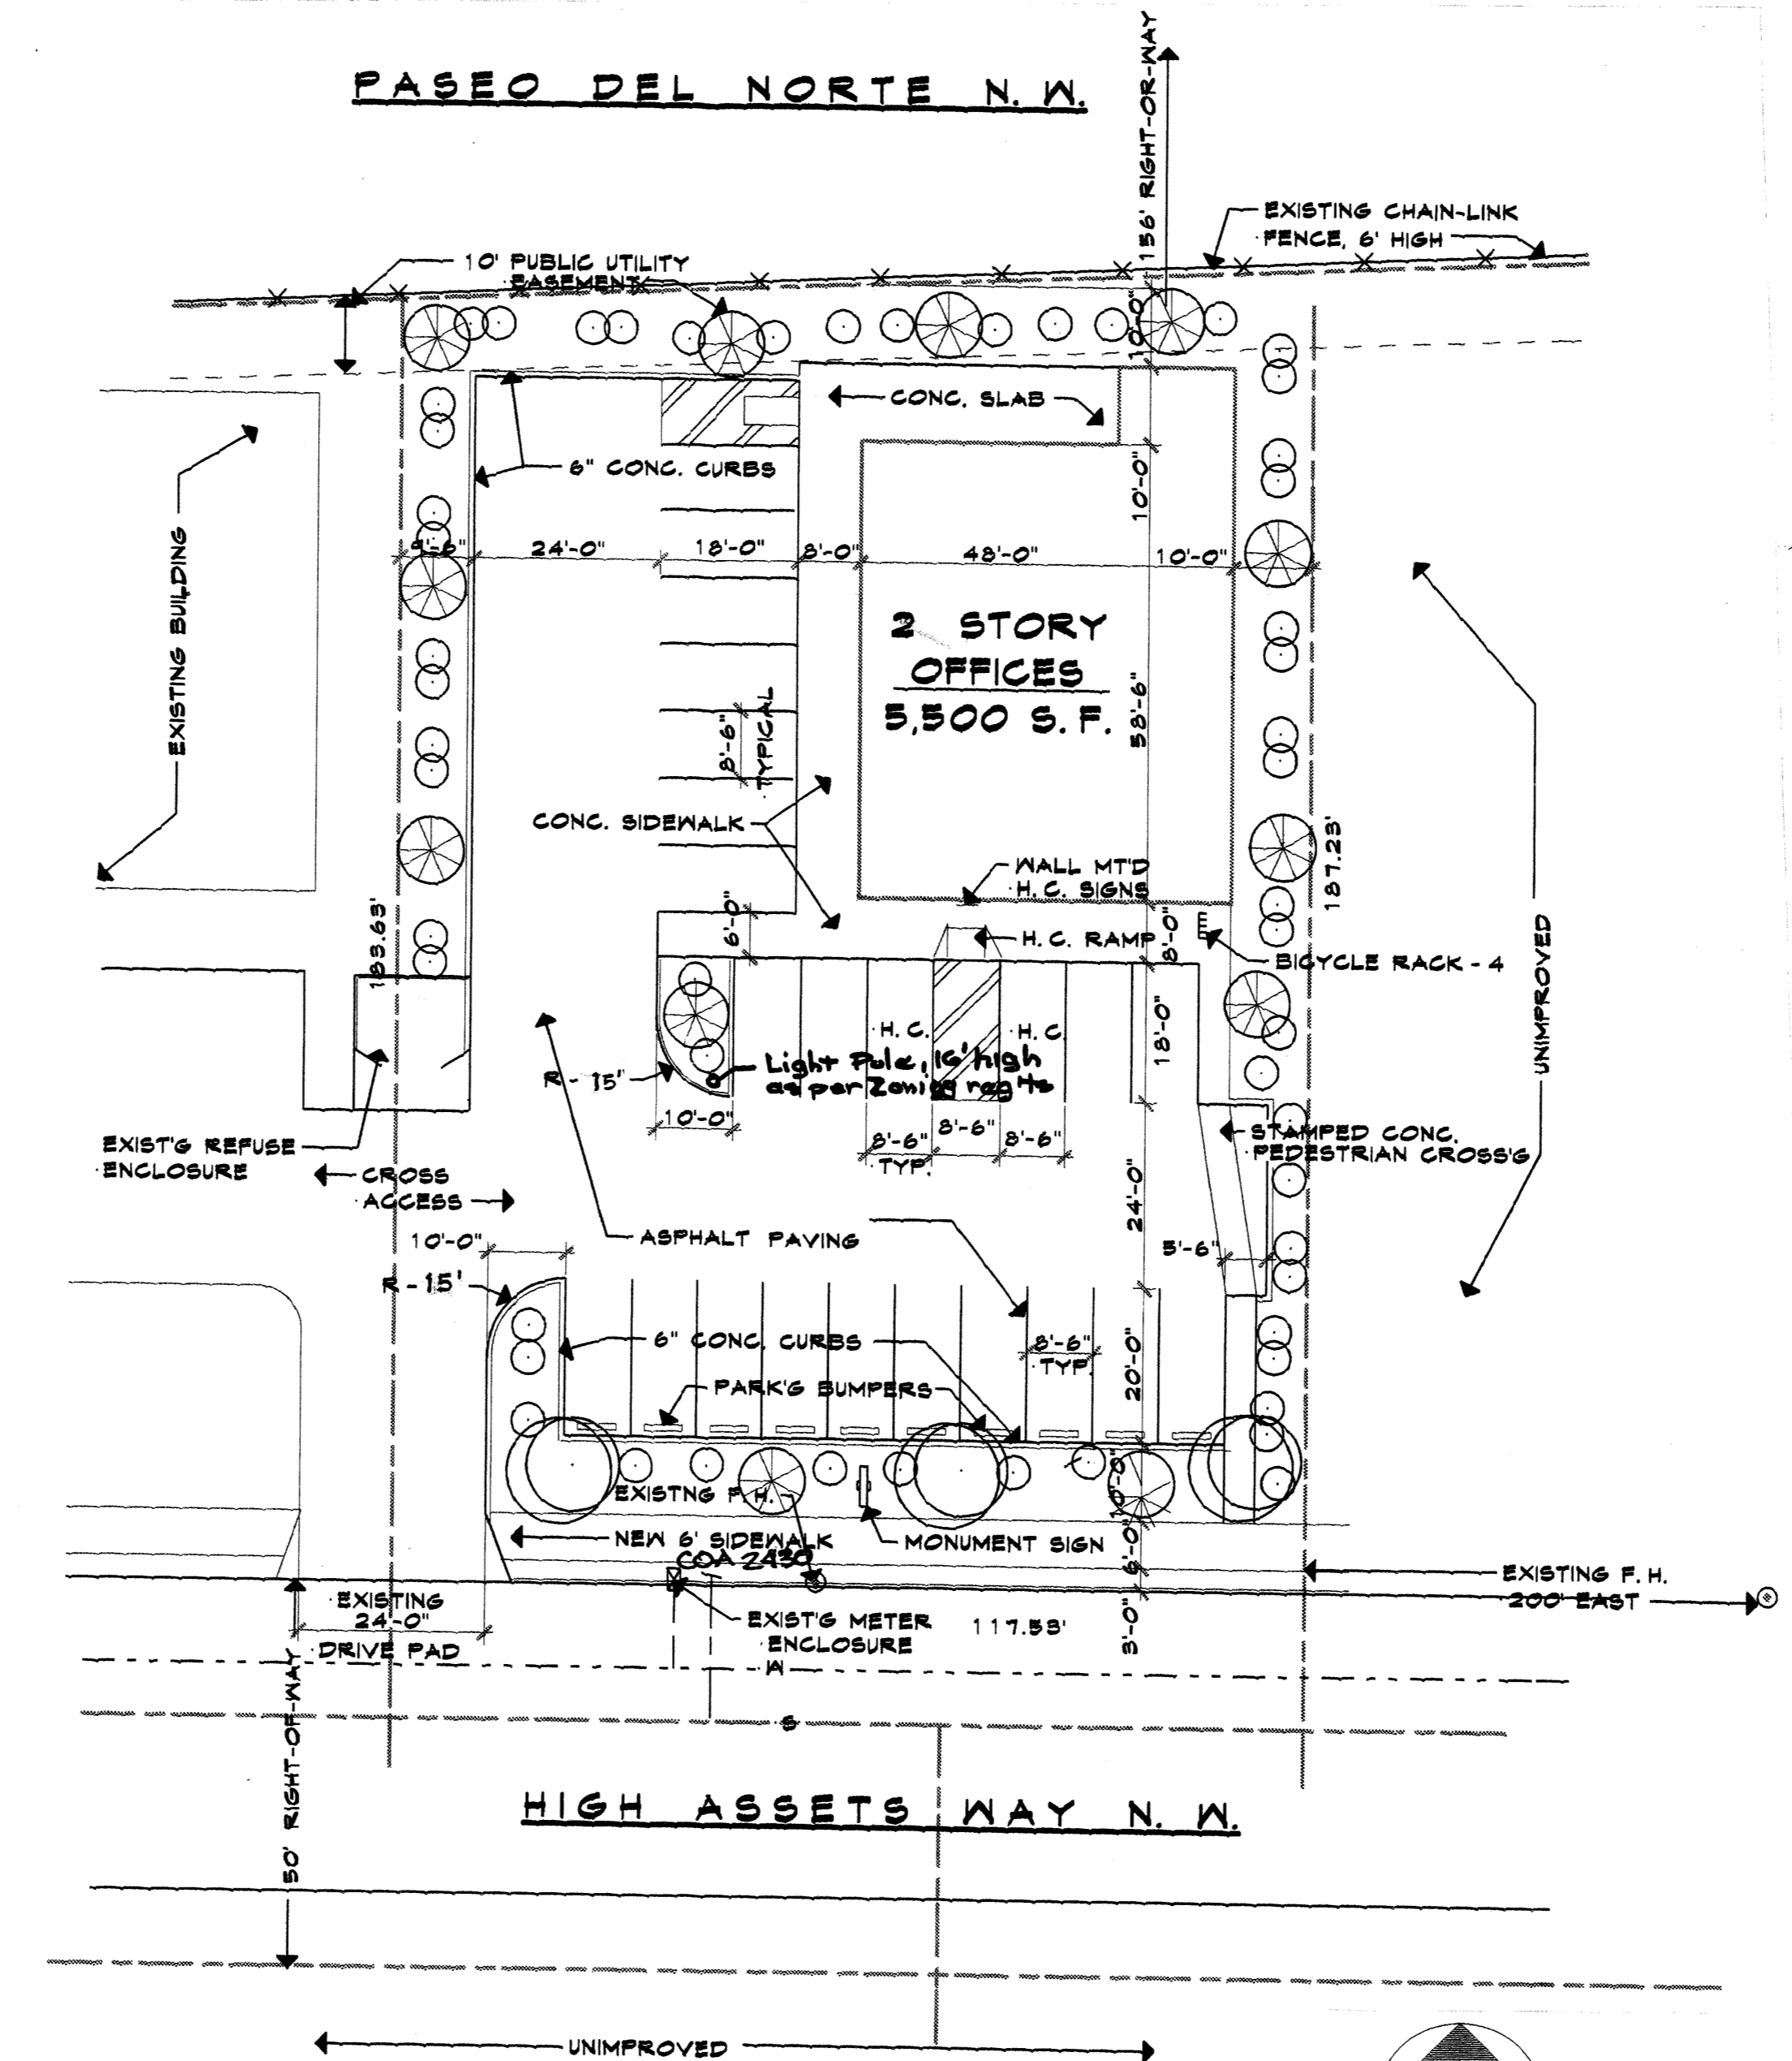 PASEO DEL NORTE N. W.
156' RIGHT-OR-WAY
EXISTING CHAIN-LINK
FENCE, 6' HIGH
10' PUBLIC UTILITY
EASEMENT
10'-0"
CONC. SLAB
6" CONC. CURBS
10'-0"
EXISTING BUILDING
24'-0"
18'-0"
8'-0"
48'-0"
10'-0"
2 STORY
OFFICES
5,500 S. F.
58'-6"
8'-6"
TYPICAL
CONC. SIDEWALK
WALL MT'D
H. C. SIGNS
187.23'
183.63'
6'-0"
H. C. RAMP
8'-0"
BICYCLE RACK - 4
UNIMPROVED
H. C.
H. C.
18'-0"
Light Pole, 16' high
as per Zoning reg'ts
R - 15'
10'-0"
8'-6"
TYP.
8'-6"
8'-6"
STAMPED CONC.
PEDESTRIAN CROSS'G
EXIST'G REFUSE
ENCLOSURE
CROSS
ACCESS
24'-0"
ASPHALT PAVING
10'-0"
5'-6"
R - 15'
6" CONC. CURBS
8'-6"
TYP.
PARK'G BUMPERS
20'-0"
EXISTNG F. H.
10'-0"
NEW 6' SIDEWALK
MONUMENT SIGN
COA 2430
6'-0"
EXISTING F. H.
200' EAST
EXISTING
24'-0"
DRIVE PAD
EXIST'G METER
ENCLOSURE
117.53'
3'-0"
W
S
50' RIGHT-OF-WAY
HIGH ASSETS WAY N. W.
UNIMPROVED